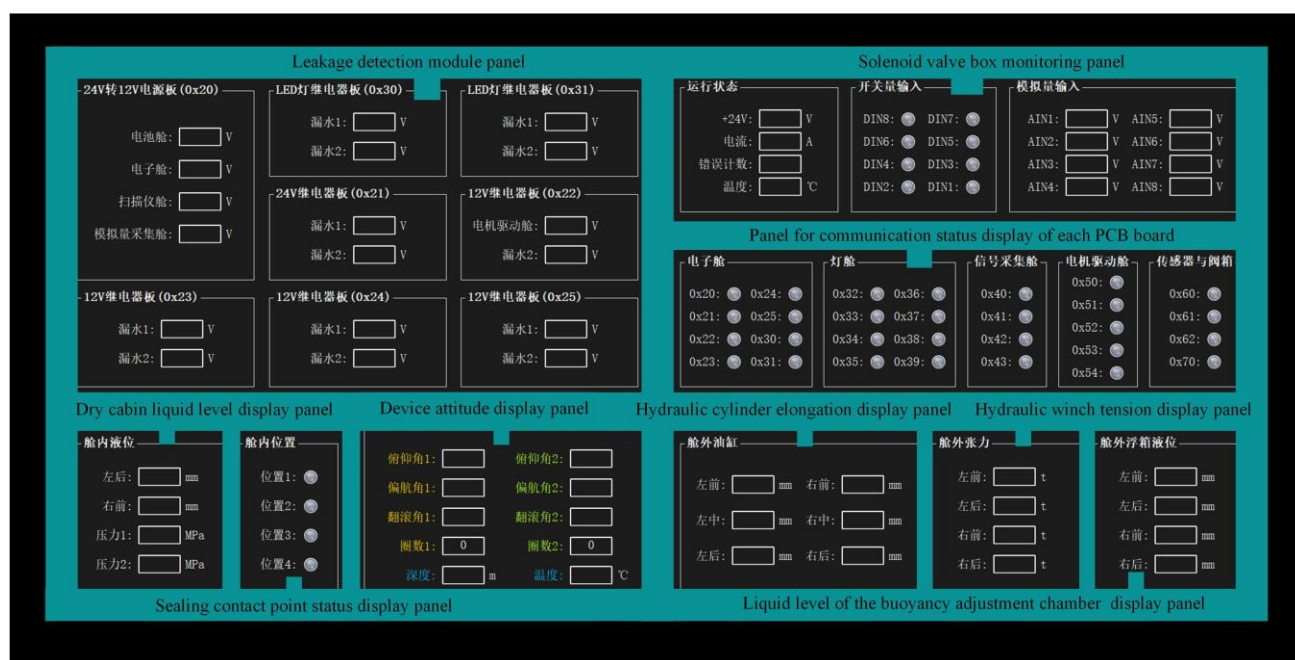 Leakage detection module panel
24V转12V电源板(0x20)
电池舱: V
电子舱: V
扫描仪舱: V
模拟量采集舱: V
LED灯继电器板(0x30)
漏水1: V
漏水2: V
LED灯继电器板(0x31)
漏水1: V
漏水2: V
24V继电器板(0x21)
漏水1: V
漏水2: V
12V继电器板(0x22)
电机驱动舱: V
漏水2: V
12V继电器板(0x23)
漏水1: V
漏水2: V
12V继电器板(0x24)
漏水1: V
漏水2: V
12V继电器板(0x25)
漏水1: V
漏水2: V
Solenoid valve box monitoring panel
运行状态
+24V: V
电流: A
错误计数:
温度: ℃
开关量输入
DIN8: DIN7:
DIN6: DIN5:
DIN4: DIN3:
DIN2: DIN1:
模拟量输入
AIN1: V AIN5: V
AIN2: V AIN6: V
AIN3: V AIN7: V
AIN4: V AIN8: V
Panel for communication status display of each PCB board
电子舱
0x20: 0x24:
0x21: 0x25:
0x22: 0x30:
0x23: 0x31:
灯舱
0x32: 0x36:
0x33: 0x37:
0x34: 0x38:
0x35: 0x39:
信号采集舱
0x40:
0x41:
0x42:
0x43:
电机驱动舱
0x50:
0x51:
0x52:
0x53:
0x54:
传感器与阀箱
0x60:
0x61:
0x62:
0x70:
Dry cabin liquid level display panel
舱内液位
左后: mm
右前: mm
压力1: MPa
压力2: MPa
舱内位置
位置1:
位置2:
位置3:
位置4:
Sealing contact point status display panel
Device attitude display panel
俯仰角1: 俯仰角2:
偏航角1: 偏航角2:
翻滚角1: 翻滚角2:
圈数1: 0 圈数2: 0
深度: m 温度: ℃
Hydraulic cylinder elongation display panel
舱外油缸
左前: mm 右前: mm
左中: mm 右中: mm
左后: mm 右后: mm
Hydraulic winch tension display panel
舱外张力
左前: t
左后: t
右前: t
右后: t
舱外浮箱液位
左前: mm
左后: mm
右前: mm
右后: mm
Liquid level of the buoyancy adjustment chamber display panel